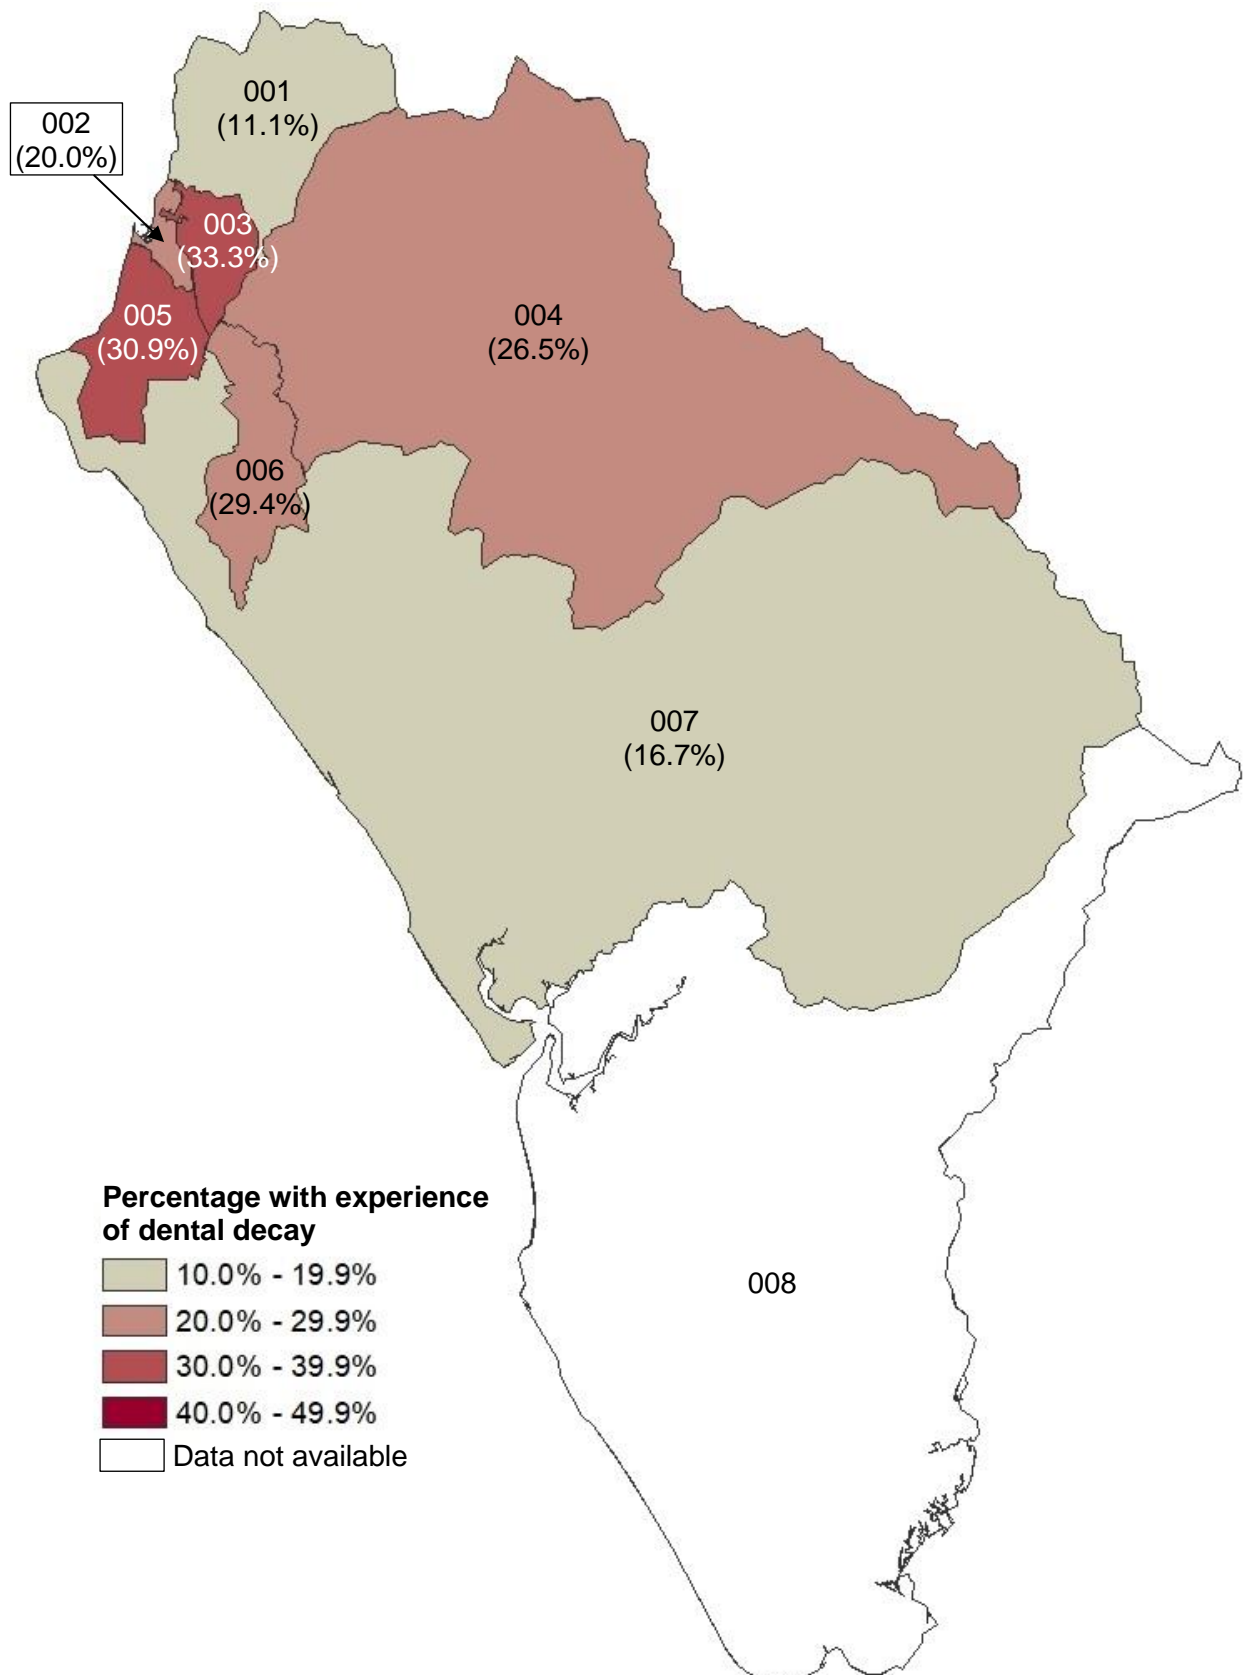 001
(11.1%)
002
(20.0%)
003
(33.3%)
005
(30.9%)
004
(26.5%)
006
(29.4%)
007
(16.7%)
008
Percentage with experience
of dental decay
10.0% - 19.9%
20.0% - 29.9%
30.0% - 39.9%
40.0% - 49.9%
Data not available